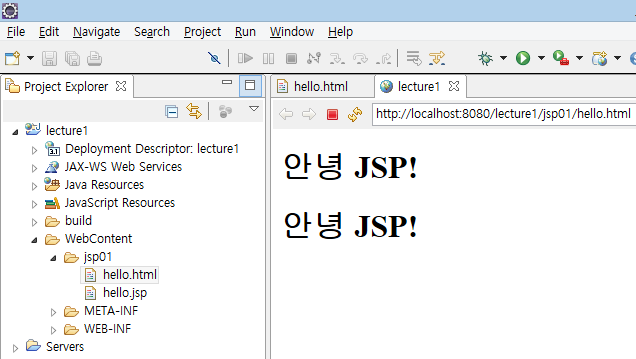 File Edit Navigate Search Project Run Window Help
Project Explorer
hello.html lecture1
http://localhost:8080/lecture1/jsp01/hello.html
lecture1
3.1 Deployment Descriptor: lecture1
JAX-WS Web Services
Java Resources
JavaScript Resources
build
WebContent
jsp01
hello.html
hello.jsp
META-INF
WEB-INF
Servers
안녕 JSP!
안녕 JSP!